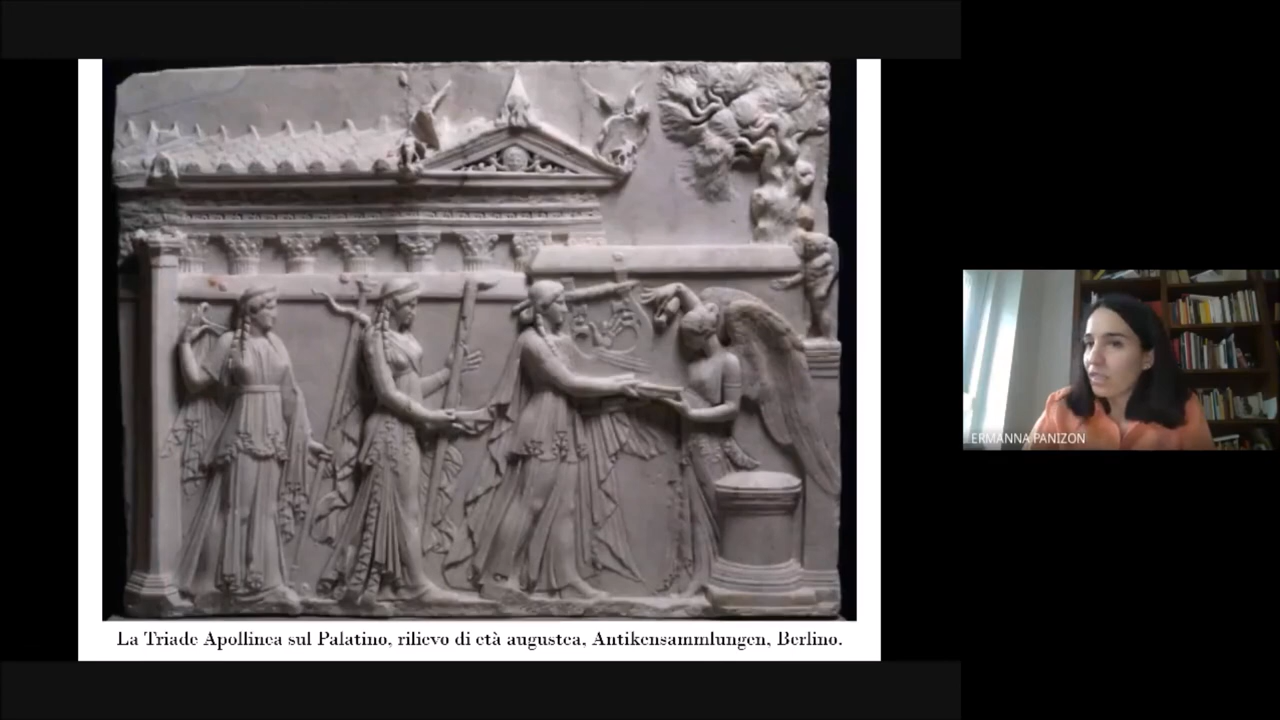 La Triade Apollinea sul Palatino, rilievo di età augustea, Antikensammlungen, Berlino.
ERMANNA PANIZON